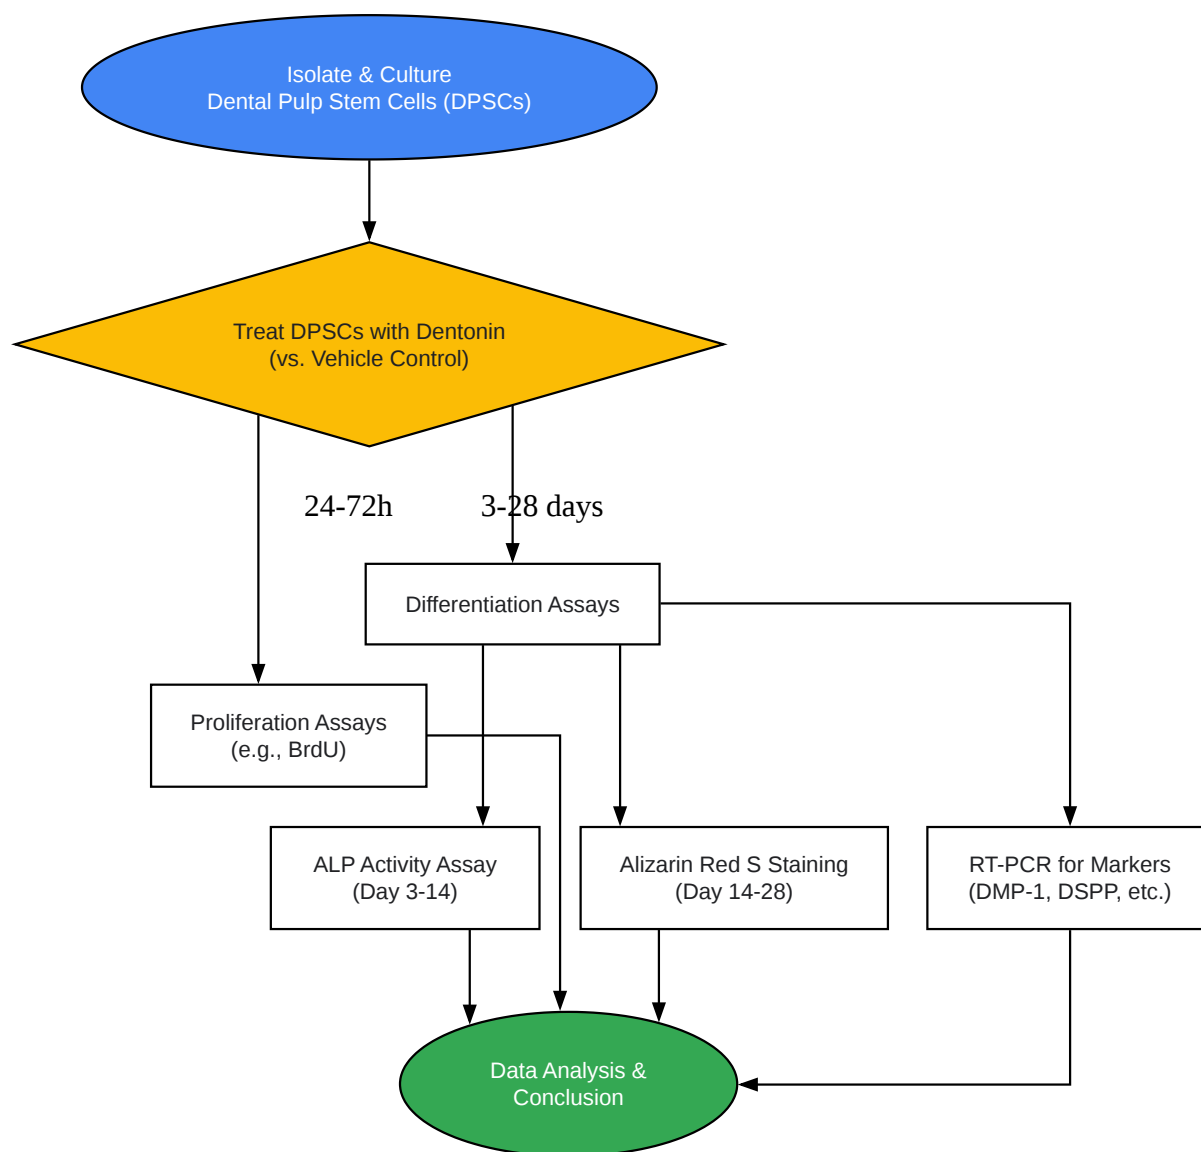 Isolate & Culture
Dental Pulp Stem Cells (DPSCs)
Treat DPSCs with Dentonin
(vs. Vehicle Control)
24-72h
3-28 days
Differentiation Assays
Proliferation Assays
(e.g., BrdU)
ALP Activity Assay
(Day 3-14)
Alizarin Red S Staining
(Day 14-28)
RT-PCR for Markers
(DMP-1, DSPP, etc.)
Data Analysis &
Conclusion